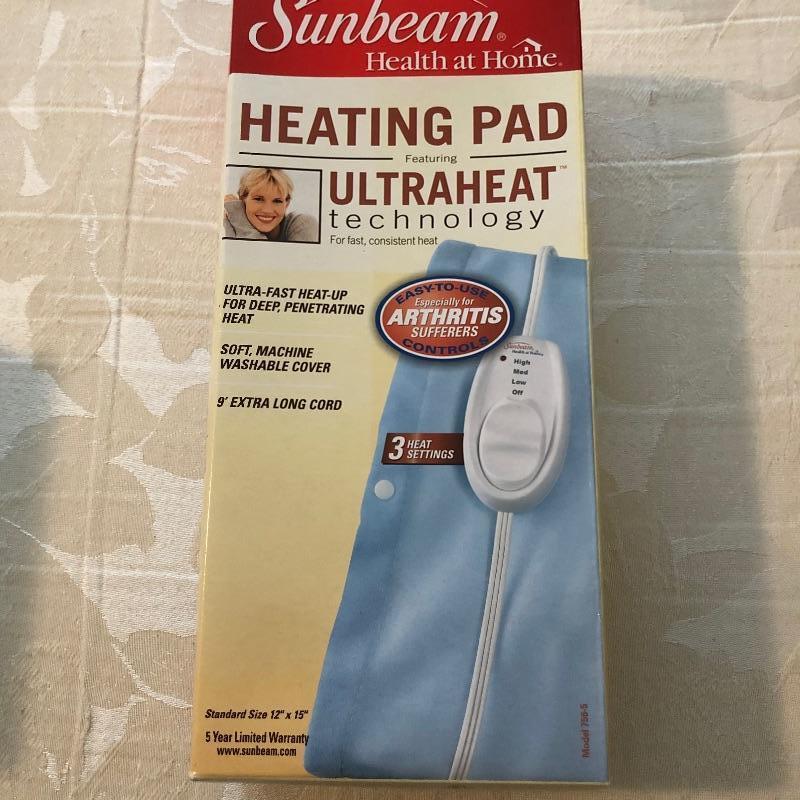 Sunbeam®
Health at Home®
HEATING PAD
Featuring
ULTRAHEAT™
technology
For fast, consistent heat
ULTRA-FAST HEAT-UP
FOR DEEP, PENETRATING
HEAT
SOFT, MACHINE
WASHABLE COVER
9' EXTRA LONG CORD
EASY-TO-USE
Especially for
ARTHRITIS
SUFFERERS
CONTROLS
Sunbeam
Health at Home
High
Med
Low
Off
3 HEAT
SETTINGS
Standard Size 12" x 15"
5 Year Limited Warranty
www.sunbeam.com
Model 756-5